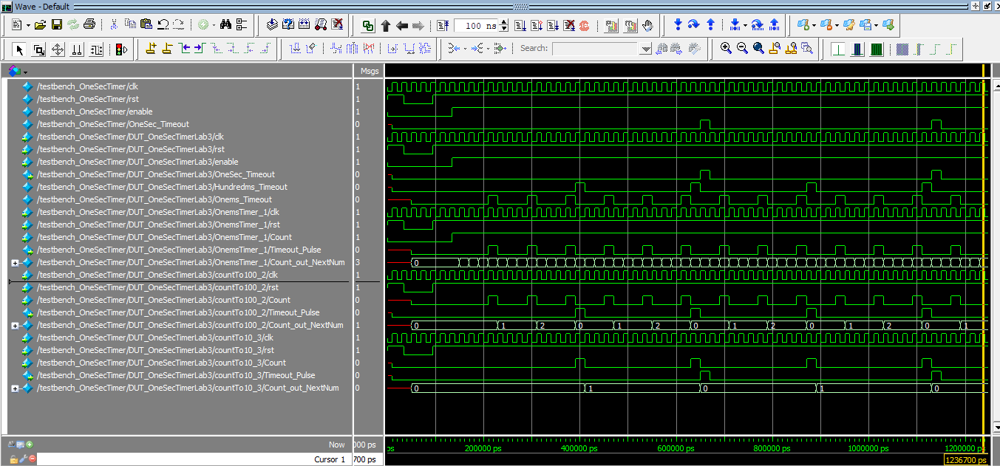 Wave - Default
100 ns
Search:
Msgs
/testbench_OneSecTimer/clk 1
/testbench_OneSecTimer/rst 1
/testbench_OneSecTimer/enable 1
/testbench_OneSecTimer/OneSec_Timeout 0
/testbench_OneSecTimer/DUT_OneSecTimerLab3/clk 1
/testbench_OneSecTimer/DUT_OneSecTimerLab3/rst 1
/testbench_OneSecTimer/DUT_OneSecTimerLab3/enable 1
/testbench_OneSecTimer/DUT_OneSecTimerLab3/OneSec_Timeout 0
/testbench_OneSecTimer/DUT_OneSecTimerLab3/Hundredms_Timeout 0
/testbench_OneSecTimer/DUT_OneSecTimerLab3/Onems_Timeout 0
/testbench_OneSecTimer/DUT_OneSecTimerLab3/OnemsTimer_1/clk 1
/testbench_OneSecTimer/DUT_OneSecTimerLab3/OnemsTimer_1/rst 1
/testbench_OneSecTimer/DUT_OneSecTimerLab3/OnemsTimer_1/Count 1
/testbench_OneSecTimer/DUT_OneSecTimerLab3/OnemsTimer_1/Timeout_Pulse 0
/testbench_OneSecTimer/DUT_OneSecTimerLab3/OnemsTimer_1/Count_out_NextNum 3 0
/testbench_OneSecTimer/DUT_OneSecTimerLab3/countTo100_2/clk 1
/testbench_OneSecTimer/DUT_OneSecTimerLab3/countTo100_2/rst 1
/testbench_OneSecTimer/DUT_OneSecTimerLab3/countTo100_2/Count 0
/testbench_OneSecTimer/DUT_OneSecTimerLab3/countTo100_2/Timeout_Pulse 0
/testbench_OneSecTimer/DUT_OneSecTimerLab3/countTo100_2/Count_out_NextNum 1 0 1 2 0 1 2 0 1 2 0 1 2 0 1
/testbench_OneSecTimer/DUT_OneSecTimerLab3/countTo10_3/clk 1
/testbench_OneSecTimer/DUT_OneSecTimerLab3/countTo10_3/rst 1
/testbench_OneSecTimer/DUT_OneSecTimerLab3/countTo10_3/Count 0
/testbench_OneSecTimer/DUT_OneSecTimerLab3/countTo10_3/Timeout_Pulse 0
/testbench_OneSecTimer/DUT_OneSecTimerLab3/countTo10_3/Count_out_NextNum 0 0 1 0 1 0
Now 000 ps ps 200000 ps 400000 ps 600000 ps 800000 ps 1000000 ps 1200000 ps
Cursor 1 700 ps 1236700 ps